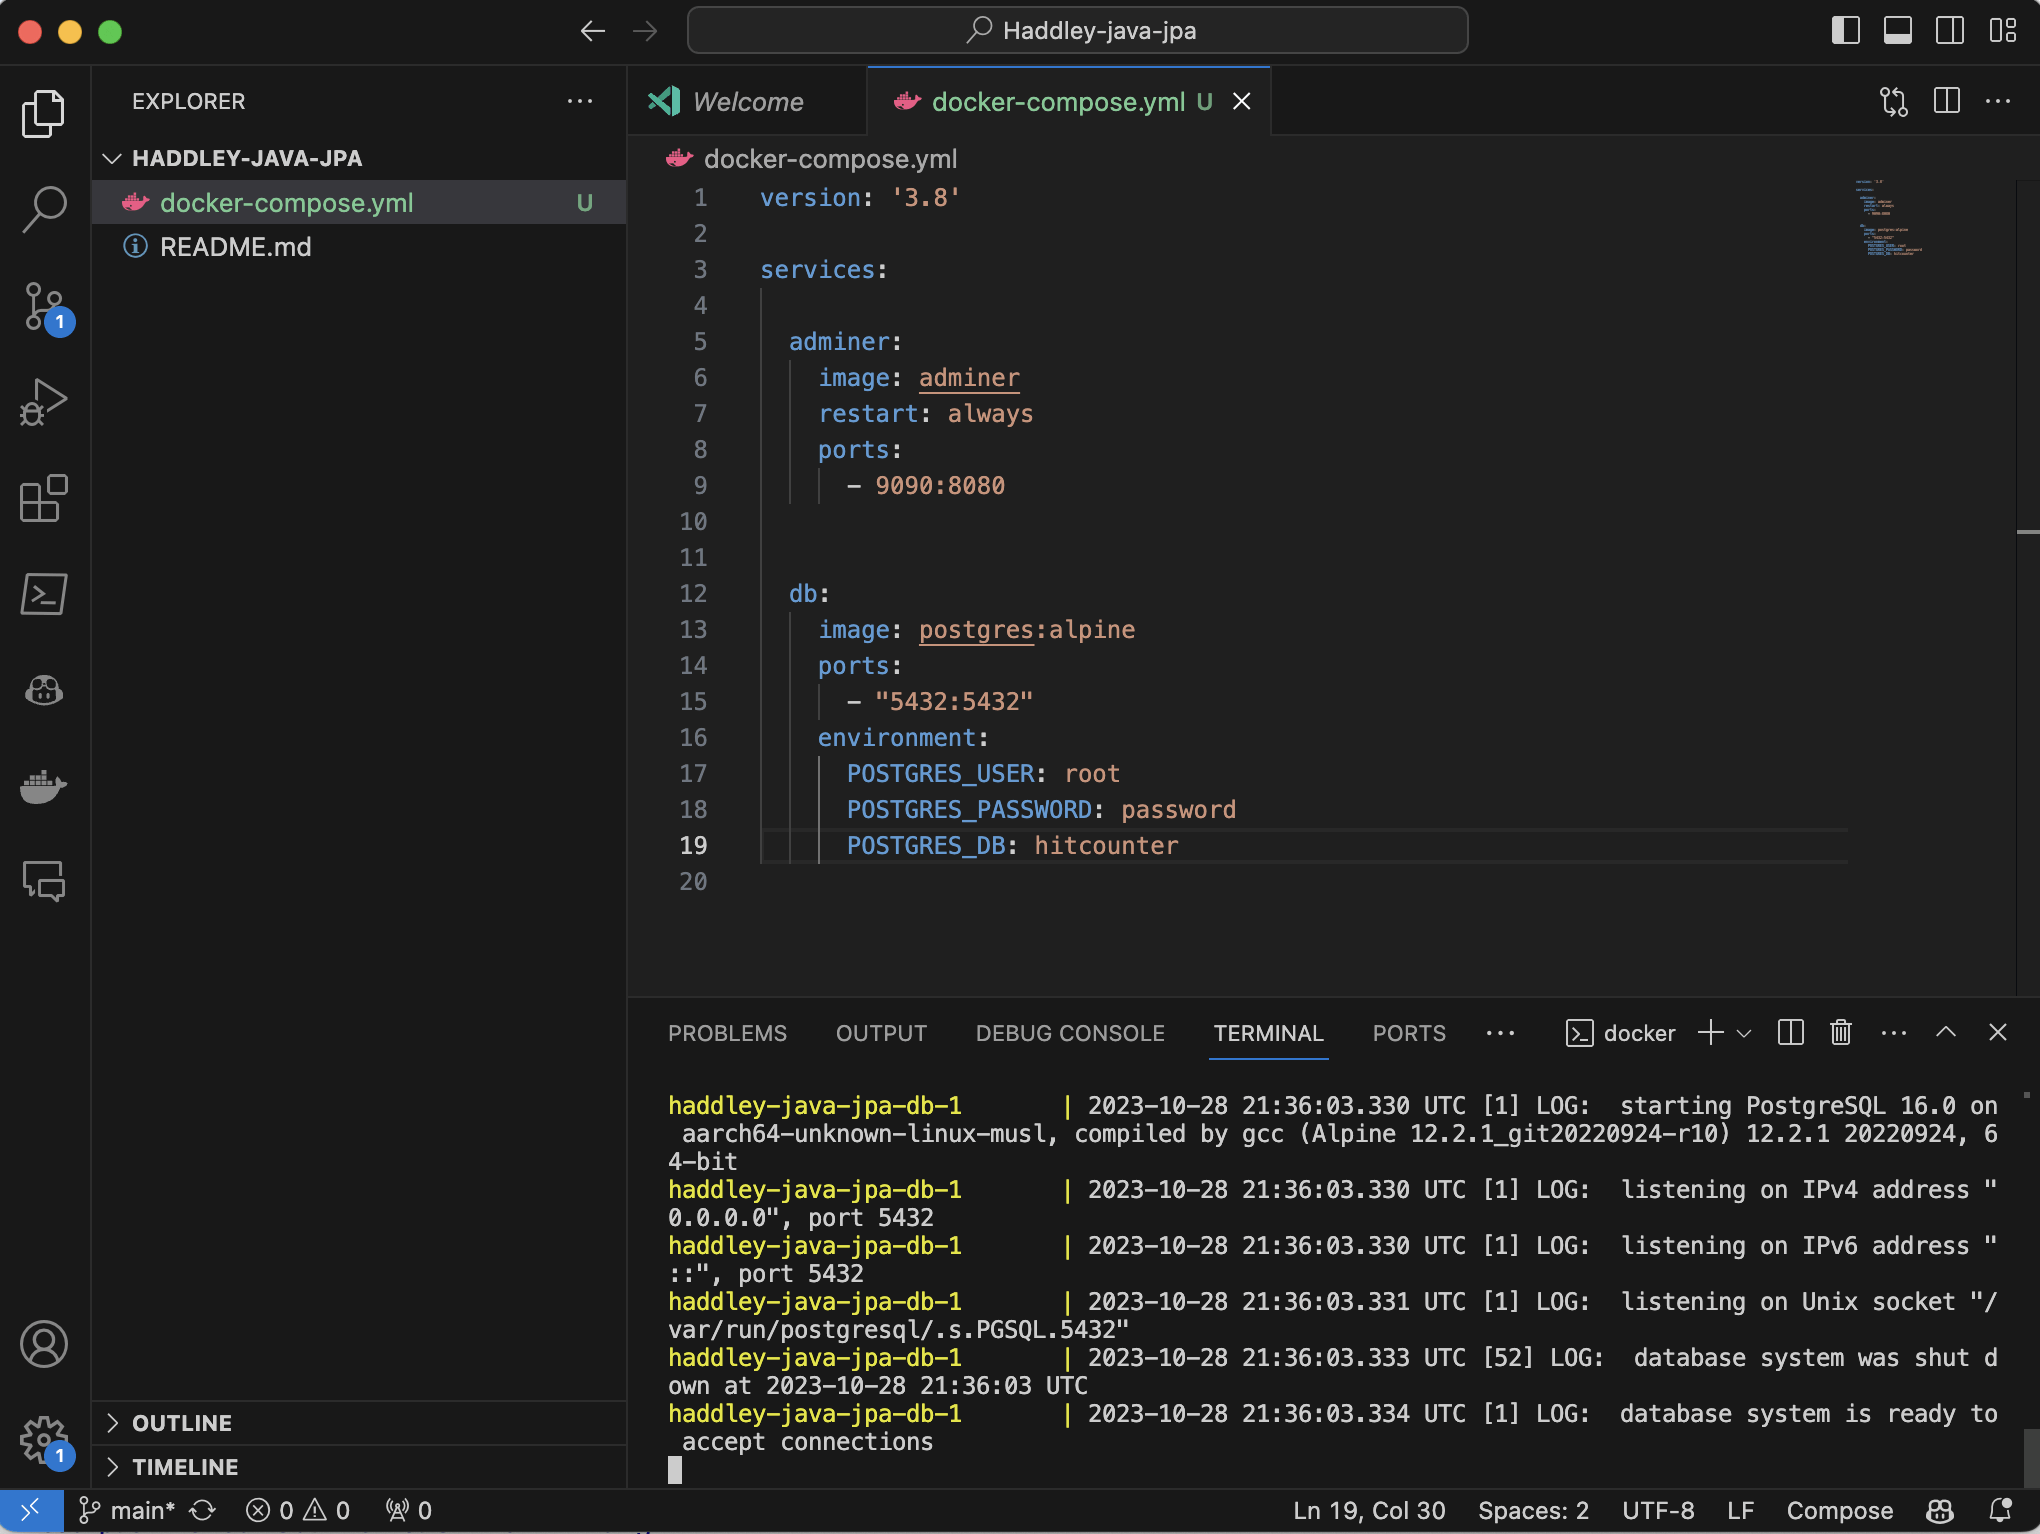 Haddley-java-jpa
EXPLORER
HADDLEY-JAVA-JPA
docker-compose.yml U
README.md
1
OUTLINE
TIMELINE
1
Welcome
docker-compose.yml U
docker-compose.yml
1 version: '3.8'
2
3 services:
4
5 adminer:
6 image: adminer
7 restart: always
8 ports:
9 - 9090:8080
10
11
12 db:
13 image: postgres:alpine
14 ports:
15 - "5432:5432"
16 environment:
17 POSTGRES_USER: root
18 POSTGRES_PASSWORD: password
19 POSTGRES_DB: hitcounter
20
PROBLEMS OUTPUT DEBUG CONSOLE TERMINAL PORTS docker
haddley-java-jpa-db-1 | 2023-10-28 21:36:03.330 UTC [1] LOG: starting PostgreSQL 16.0 on
aarch64-unknown-linux-musl, compiled by gcc (Alpine 12.2.1_git20220924-r10) 12.2.1 20220924, 6
4-bit
haddley-java-jpa-db-1 | 2023-10-28 21:36:03.330 UTC [1] LOG: listening on IPv4 address "
0.0.0.0", port 5432
haddley-java-jpa-db-1 | 2023-10-28 21:36:03.330 UTC [1] LOG: listening on IPv6 address "
::", port 5432
haddley-java-jpa-db-1 | 2023-10-28 21:36:03.331 UTC [1] LOG: listening on Unix socket "/
var/run/postgresql/.s.PGSQL.5432"
haddley-java-jpa-db-1 | 2023-10-28 21:36:03.333 UTC [52] LOG: database system was shut d
own at 2023-10-28 21:36:03 UTC
haddley-java-jpa-db-1 | 2023-10-28 21:36:03.334 UTC [1] LOG: database system is ready to
accept connections
main* 0 0 0 Ln 19, Col 30 Spaces: 2 UTF-8 LF Compose